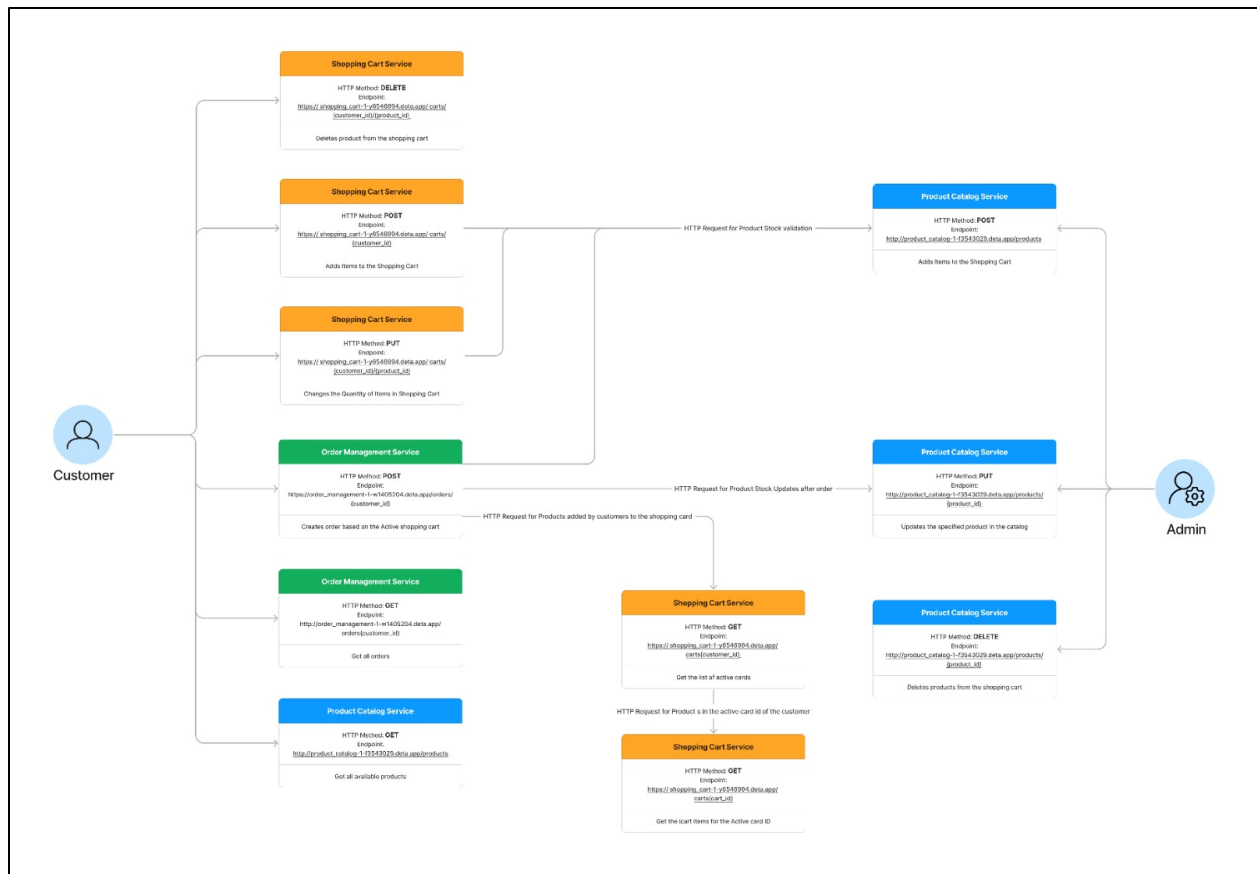 Shopping Cart Service
HTTP Method: DELETE
Endpoint:
https:// shopping_cart-1-y6546994.deta.app/ carts/
{customer_id}/{product_id}
Deletes product from the shopping cart
Shopping Cart Service
HTTP Method: POST
Endpoint:
https:// shopping_cart-1-y6546994.deta.app/ carts/
{customer_id}
Adds Items to the Shopping Cart
Shopping Cart Service
HTTP Method: PUT
Endpoint:
https:// shopping_cart-1-y6546994.deta.app/ carts/
{customer_id}/{product_id}
Changes the Quantity of Items in Shopping Cart
Customer
Order Management Service
HTTP Method: POST
Endpoint:
https://order_management-1-w1405204.deta.app/orders/
{customer_id}
Creates order based on the Active shopping cart
Order Management Service
HTTP Method: GET
Endpoint:
http://order_management-1-w1405204.deta.app/
orders{customer_id}
Get all orders
Product Catalog Service
HTTP Method: GET
Endpoint:
http://product_catalog-1-f3543029.deta.app/products
Get all available products
HTTP Request for Product Stock validation
HTTP Request for Product Stock Updates after order
HTTP Request for Products added by customers to the shopping card
Shopping Cart Service
HTTP Method: GET
Endpoint:
https:// shopping_cart-1-y6546994.deta.app/
carts{customer_id}
Get the list of active cards
HTTP Request for Product s in the active card id of the customer
Shopping Cart Service
HTTP Method: GET
Endpoint:
https:// shopping_cart-1-y6546994.deta.app/
carts{cart_id}
Get the Icart Items for the Active card ID
Product Catalog Service
HTTP Method: POST
Endpoint:
http://product_catalog-1-f3543029.deta.app/products
Adds Items to the Shopping Cart
Product Catalog Service
HTTP Method: PUT
Endpoint:
http://product_catalog-1-f3543029.deta.app/products/
{product_id}
Updates the specified product in the catalog
Product Catalog Service
HTTP Method: DELETE
Endpoint:
http://product_catalog-1-f3543029.deta.app/products/
{product_id}
Deletes products from the shopping cart
Admin